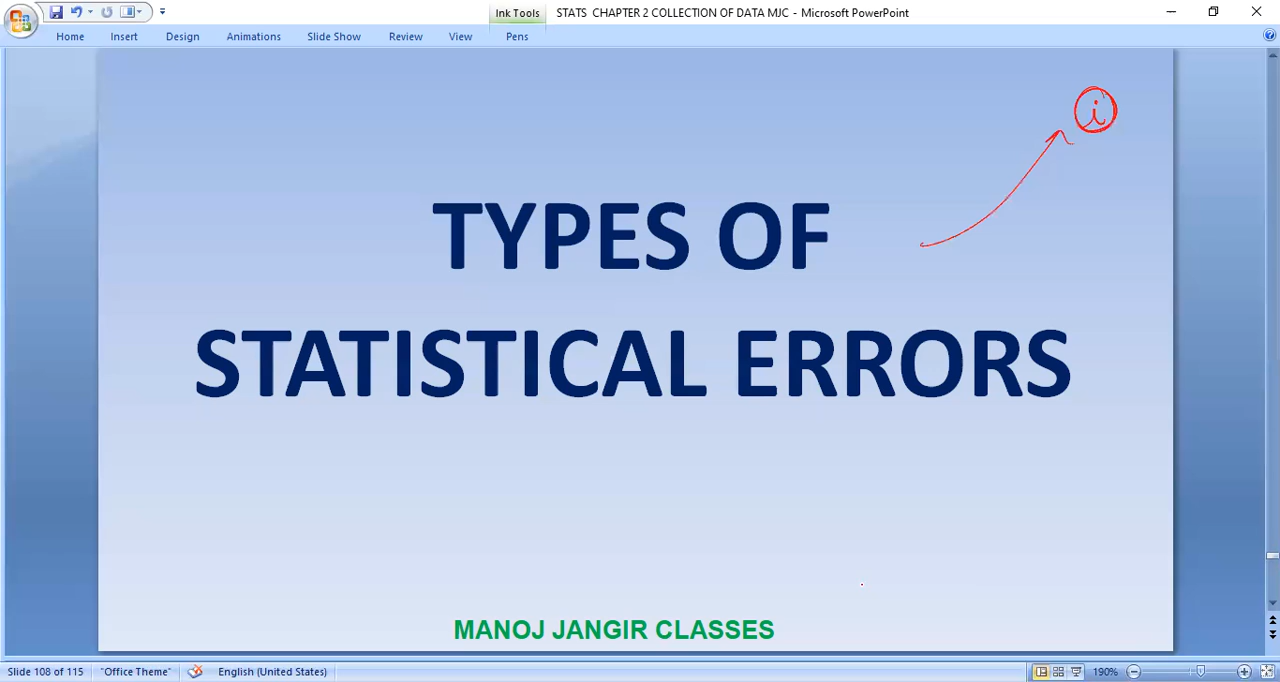 Ink Tools
STATS CHAPTER 2 COLLECTION OF DATA MJC - Microsoft PowerPoint
Home Insert Design Animations Slide Show Review View Pens
i
TYPES OF
STATISTICAL ERRORS
MANOJ JANGIR CLASSES
Slide 108 of 115 "Office Theme" English (United States) 190%